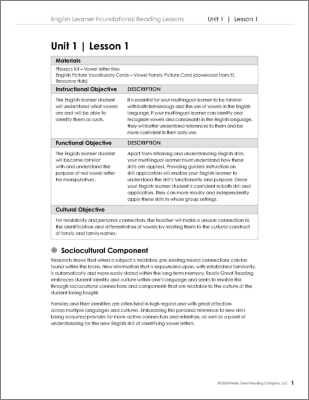 English Learner Foundational Reading Lessons Unit 1 | Lesson 1
Unit 1 | Lesson 1
Materials
Phonics Kit – Vowel letter tiles
English Picture Vocabulary Cards – Vowel Family Picture Card (download from EL
Resource Hub)
Instructional Objective DESCRIPTION
The English learner student
will understand what vowels
are and will be able to
identify them as such.
It is essential for your multilingual learner to be familiar
with both terminology and the use of vowels in the English
language. If your multilingual learner can identify and
recognize vowels and consonants in the English language,
they will better understand references to them and be
more confident in their daily use.
Functional Objective DESCRIPTION
The English learner student
will become familiar
with and understand the
purpose of red vowel letter
tile manipulatives.
Apart from retaining and understanding English skills,
your multilingual learner must understand how these
skills are applied. Providing guided instruction on
skill application will enable your English learner to
understand the skill's functionality and purpose. Once
your English learner student is confident in both skill and
application, they can more readily and independently
apply these skills in whole group settings.
Cultural Objective
For relatability and personal connection, the teacher will make a unique connection to
the identification and differentiation of vowels by relating them to the cultural construct
of family and family names.
Sociocultural Component
Research shows that when a subject is relatable, pre-existing neural connections can be
found within the brain. New information that is expounded upon, with established familiarity,
is automatically and more easily stored within the long-term memory. Really Great Reading
embraces student identity and culture within one's language and seeks to enable this
through sociocultural connections and components that are relatable to the culture of the
student being taught.
Families and their identities are often held in high regard and with great affection
across multiple languages and cultures. Embedding this personal reference to new skills
being acquired provides for more active connection and retention, as well as a point of
understanding for the new English skill of identifying vowels.
©2024 Really Great Reading Company, LLC 1